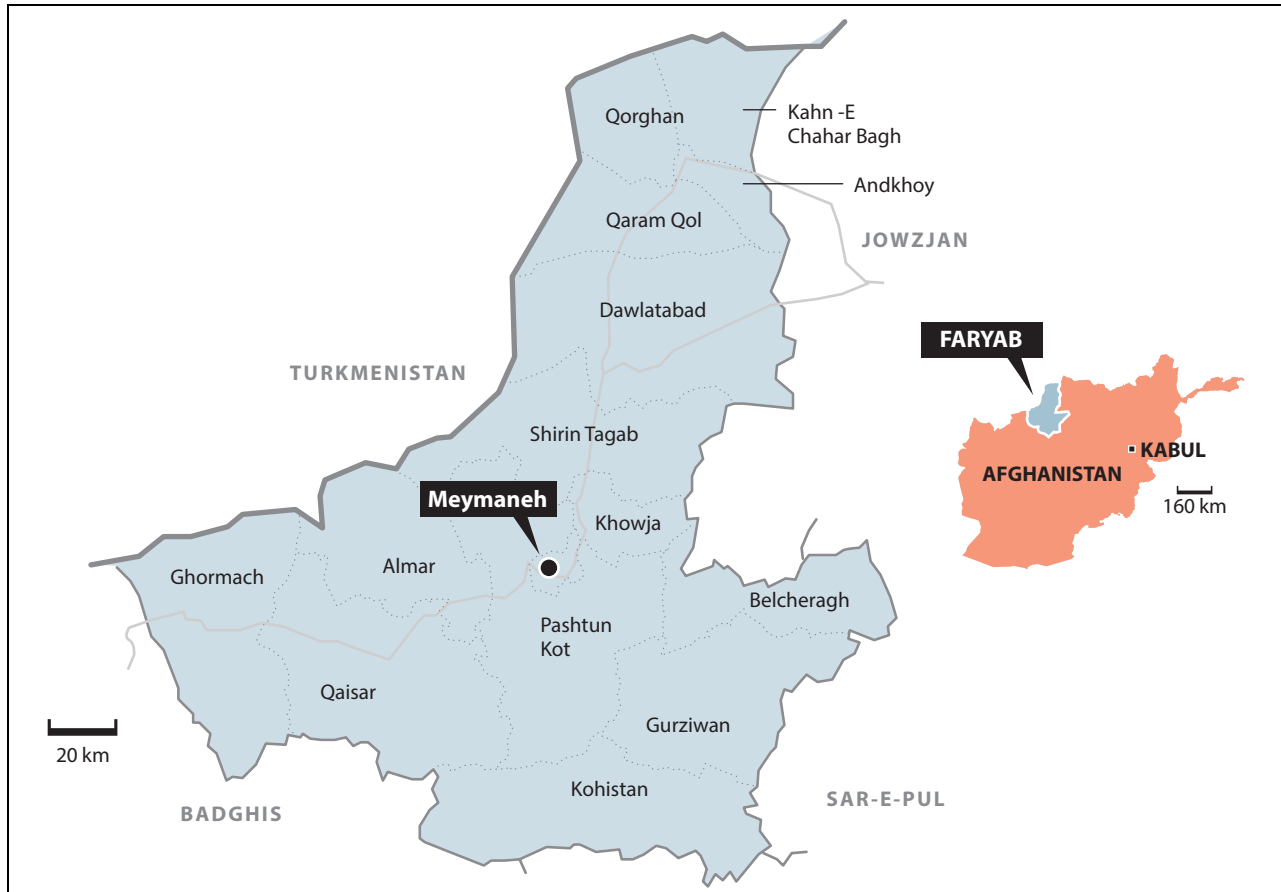 Qorghan
Kahn -E
Chahar Bagh
Andkhoy
Qaram Qol
JOWZJAN
Dawlatabad
FARYAB
TURKMENISTAN
Shirin Tagab
KABUL
AFGHANISTAN
160 km
Meymaneh
Khowja
Ghormach
Almar
Belcheragh
Pashtun
Kot
Qaisar
Gurziwan
20 km
Kohistan
SAR-E-PUL
BADGHIS